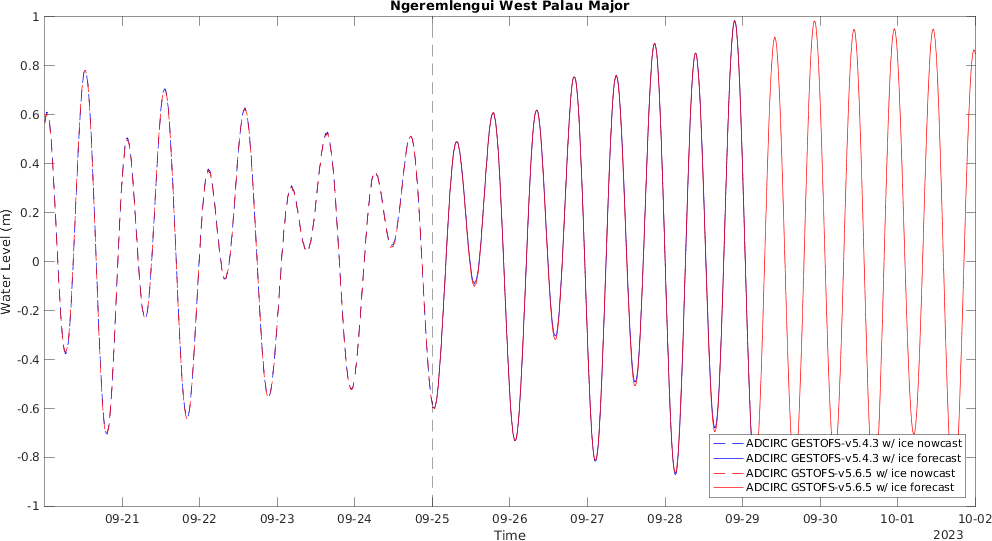 Ngeremlengui West Palau Major
1
0.8
0.6
0.4
0.2
0
-0.2
-0.4
-0.6
-0.8
-1
Water Level (m)
ADCIRC GESTOFS-v5.4.3 w/ ice nowcast
ADCIRC GESTOFS-v5.4.3 w/ ice forecast
ADCIRC GSTOFS-v5.6.5 w/ ice nowcast
ADCIRC GSTOFS-v5.6.5 w/ ice forecast
09-21 09-22 09-23 09-24 09-25 09-26 09-27 09-28 09-29 09-30 10-01 10-02
Time
2023